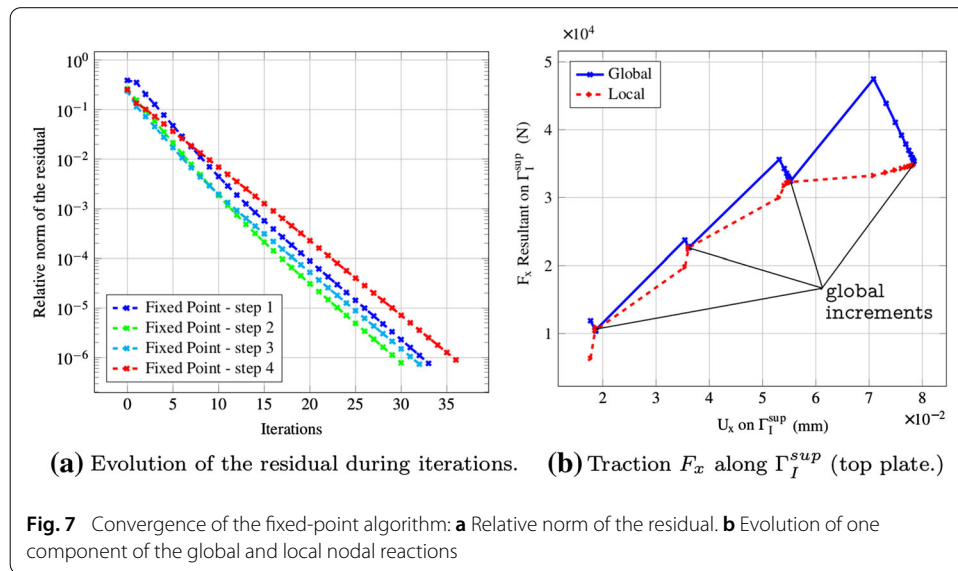 10^0
10^-1
10^-2
10^-3
10^-4
10^-5
10^-6
Relative norm of the residual
Fixed Point - step 1
Fixed Point - step 2
Fixed Point - step 3
Fixed Point - step 4
0 5 10 15 20 25 30 35
Iterations
(a) Evolution of the residual during iterations.
×10^4
5
4
3
2
1
F_x Resultant on Γ_I^sup (N)
Global
Local
global
increments
2 3 4 5 6 7 8
×10^-2
U_x on Γ_I^sup (mm)
(b) Traction F_x along Γ_I^sup (top plate.)
Fig. 7 Convergence of the fixed-point algorithm: a Relative norm of the residual. b Evolution of one
component of the global and local nodal reactions